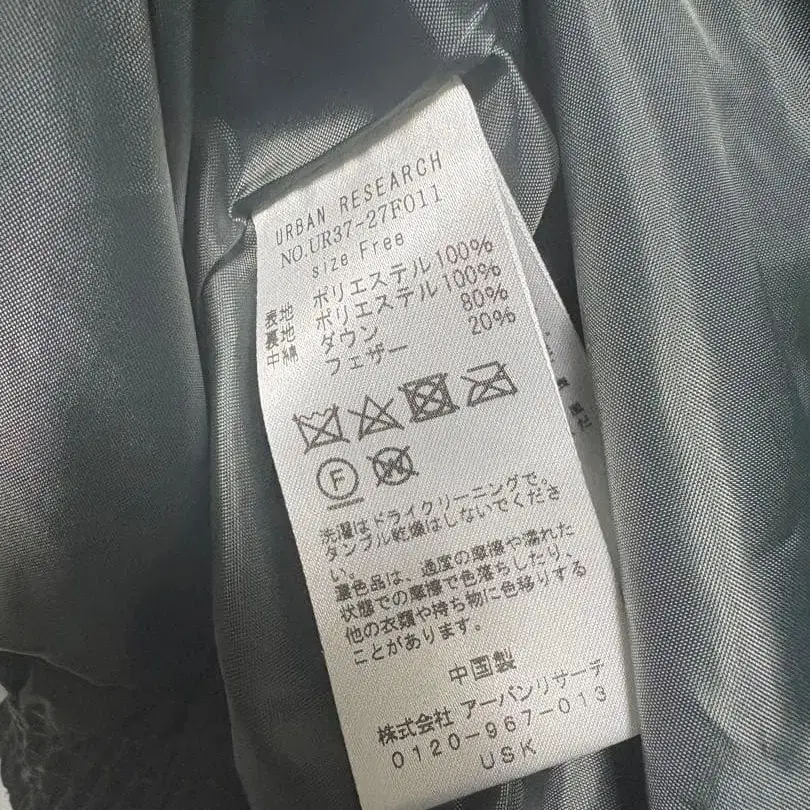 URBAN RESEARCH
NO.UR37-27F011
size Free
表地 ポリエステル100%
裏地 ポリエステル100%
中綿 ダウン 80%
フェザー 20%
F
W
洗濯はドライクリーニングで。
タンブル乾燥はしないでくださ
い。
濃色品は、過度の摩擦や濡れた
状態での摩擦で色落ちしたり、
他の衣類や持ち物に色移りする
ことがあります。
中国製
株式会社 アーバンリサーチ
0120-967-013
USK